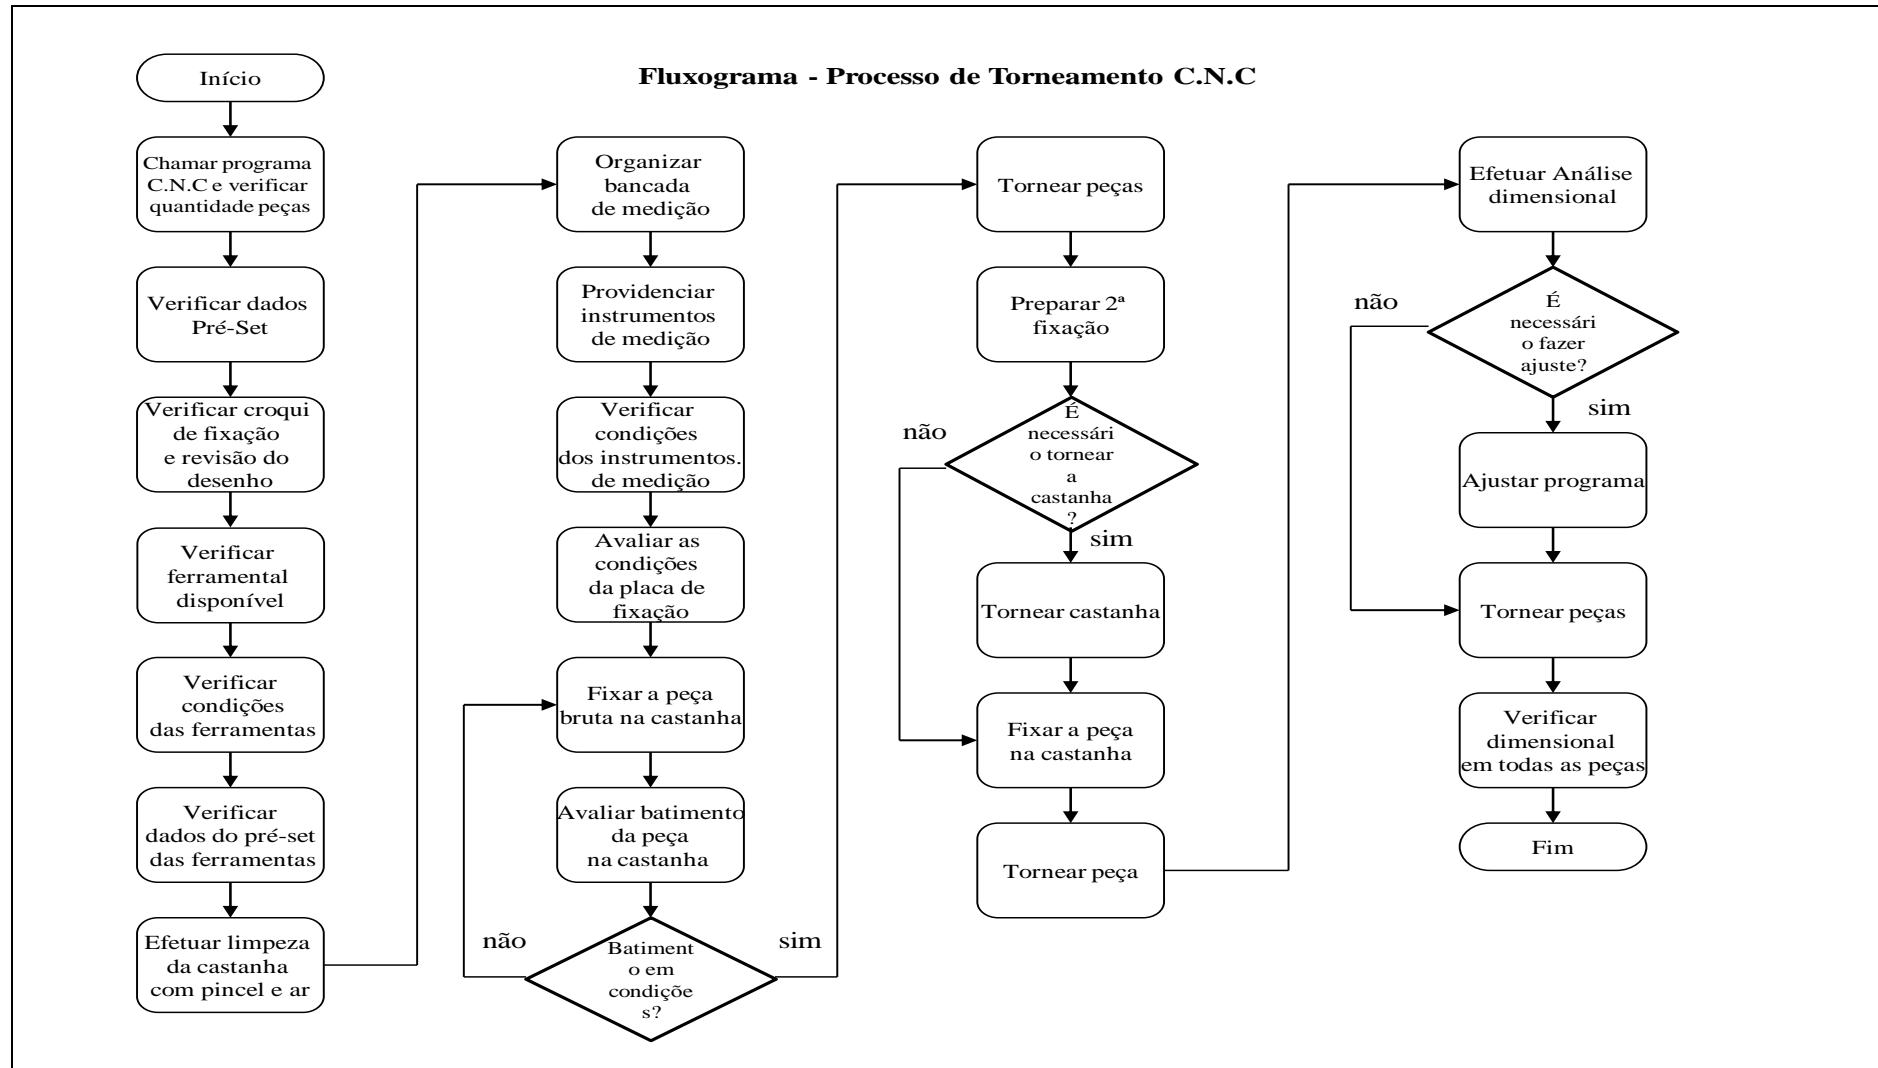 Fluxograma - Processo de Torneamento C.N.C
Início
Chamar programa
C.N.C e verificar
quantidade peças
Verificar dados
Pré-Set
Verificar croqui
de fixação
e revisão do
desenho
Verificar
ferramental
disponível
Verificar
condições
das ferramentas
Verificar
dados do pré-set
das ferramentas
Efetuar limpeza
da castanha
com pincel e ar
Organizar
bancada
de medição
Providenciar
instrumentos
de medição
Verificar
condições
dos instrumentos.
de medição
Avaliar as
condições
da placa de
fixação
Fixar a peça
bruta na castanha
Avaliar batimento
da peça
na castanha
não
sim
Batiment
o em
condiçõe
s?
Tornear peças
Preparar 2ª
fixação
não
É
necessári
o tornear
a
castanha
?
sim
Tornear castanha
Fixar a peça
na castanha
Tornear peça
Efetuar Análise
dimensional
não
É
necessári
o fazer
ajuste?
sim
Ajustar programa
Tornear peças
Verificar
dimensional
em todas as peças
Fim